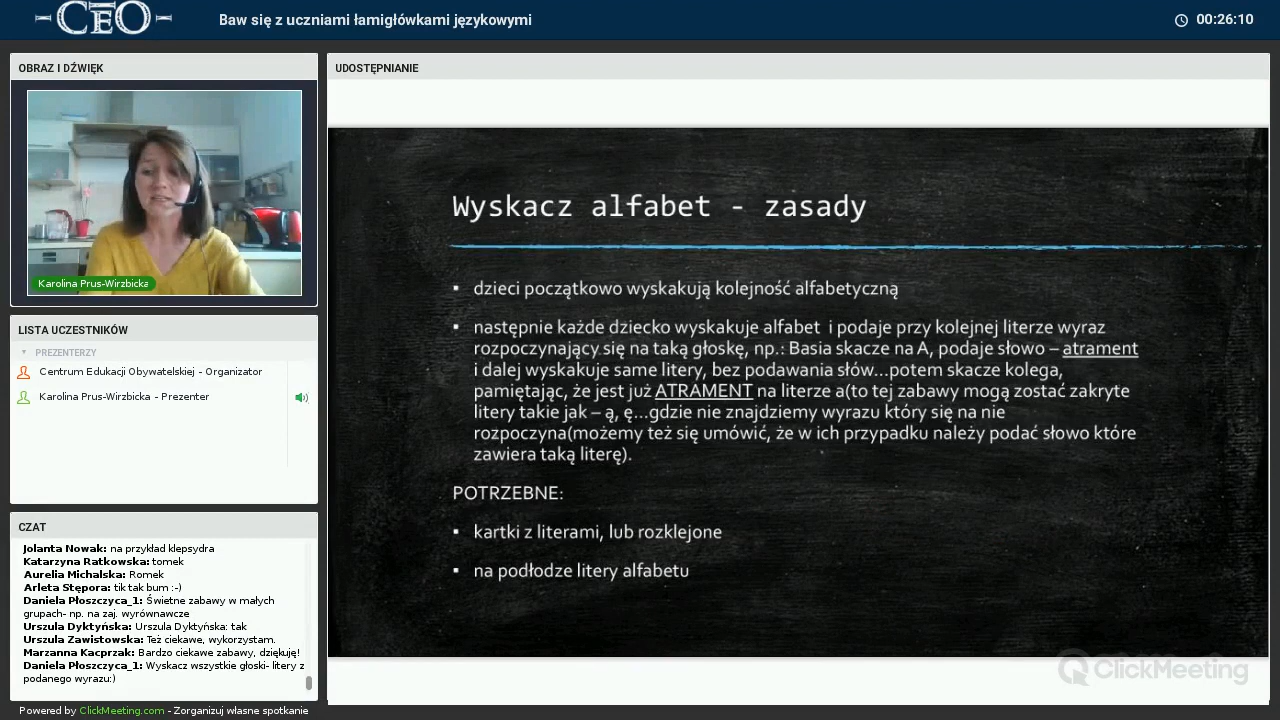 CEO
Baw się z uczniami łamigłówkami językowymi
00:26:10
OBRAZ I DŹWIĘK
Karolina Prus-Wirzbicka
LISTA UCZESTNIKÓW
PREZENTERZY
Centrum Edukacji Obywatelskiej - Organizator
Karolina Prus-Wirzbicka - Prezenter
CZAT
Jolanta Nowak: na przykład klepsydra
Katarzyna Ratkowska: tomek
Aurelia Michalska: Romek
Arleta Stępora: tik tak bum :-)
Daniela Płoszczyca_1: Świetne zabawy w małych
grupach- np. na zaj. wyrównawcze
Urszula Dyktyńska: Urszula Dyktyńska: tak
Urszula Zawistowska: Też ciekawe, wykorzystam.
Marzanna Kacprzak: Bardzo ciekawe zabawy, dziękuję!
Daniela Płoszczyca_1: Wyskacz wszystkie głoski- litery z
podanego wyrazu:)
Powered by ClickMeeting.com - Zorganizuj własne spotkanie
UDOSTĘPNIANIE
Wyskacz alfabet - zasady
▪ dzieci początkowo wyskakują kolejność alfabetyczną
▪ następnie każde dziecko wyskakuje alfabet i podaje przy kolejnej literze wyraz
rozpoczynający się na taką głoskę, np.: Basia skacze na A, podaje słowo – atrament
i dalej wyskakuje same litery, bez podawania słów...potem skacze kolega,
pamiętając, że jest już ATRAMENT na literze a(to tej zabawy mogą zostać zakryte
litery takie jak – ą, ę...gdzie nie znajdziemy wyrazu który się na nie
rozpoczyna(możemy też się umówić, że w ich przypadku należy podać słowo które
zawiera taką literę).
POTRZEBNE:
▪ kartki z literami, lub rozklejone
▪ na podłodze litery alfabetu
ClickMeeting